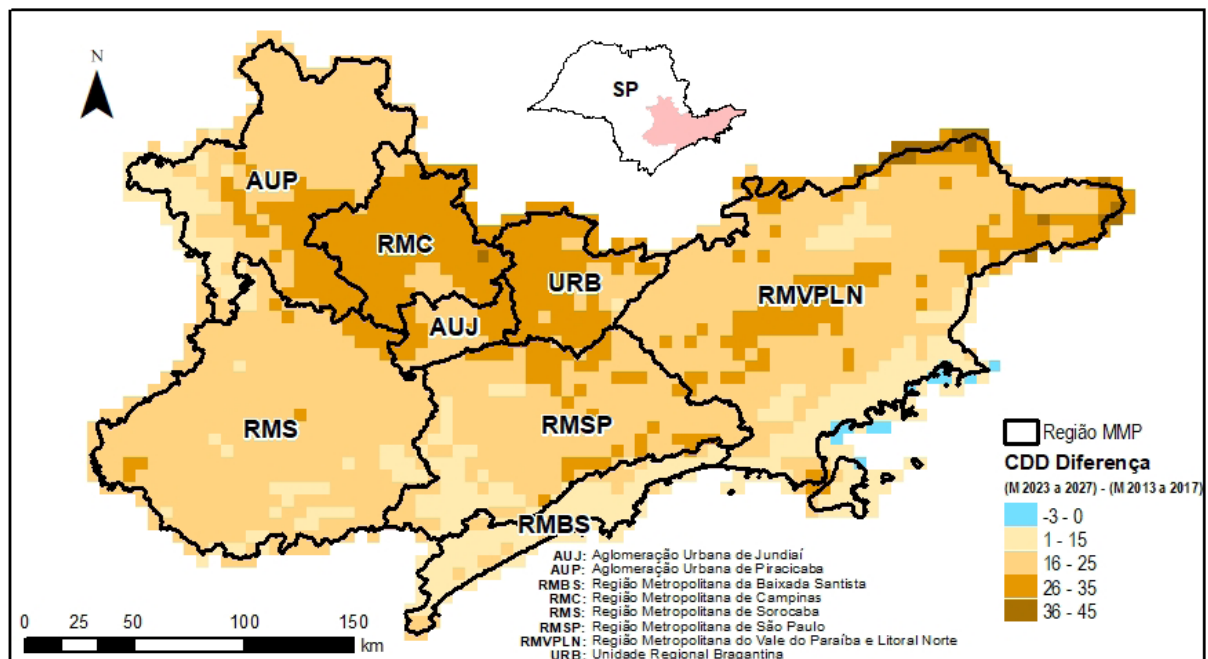 N
SP
AUP
RMC
URB
RMVPLN
AUJ
RMS
RMSP
RMBS
Região MMP
CDD Diferença
(M 2023 a 2027) - (M 2013 a 2017)
-3 - 0
1 - 15
16 - 25
26 - 35
36 - 45
AUJ: Aglomeração Urbana de Jundiaí
AUP: Aglomeração Urbana de Piracicaba
RMBS: Região Metropolitana da Baixada Santista
RMC: Região Metropolitana de Campinas
RMS: Região Metropolitana de Sorocaba
RMSP: Região Metropolitana de São Paulo
RMVPLN: Região Metropolitana do Vale do Paraíba e Litoral Norte
URB: Unidade Regional Bragantina
0 25 50 100 150
km